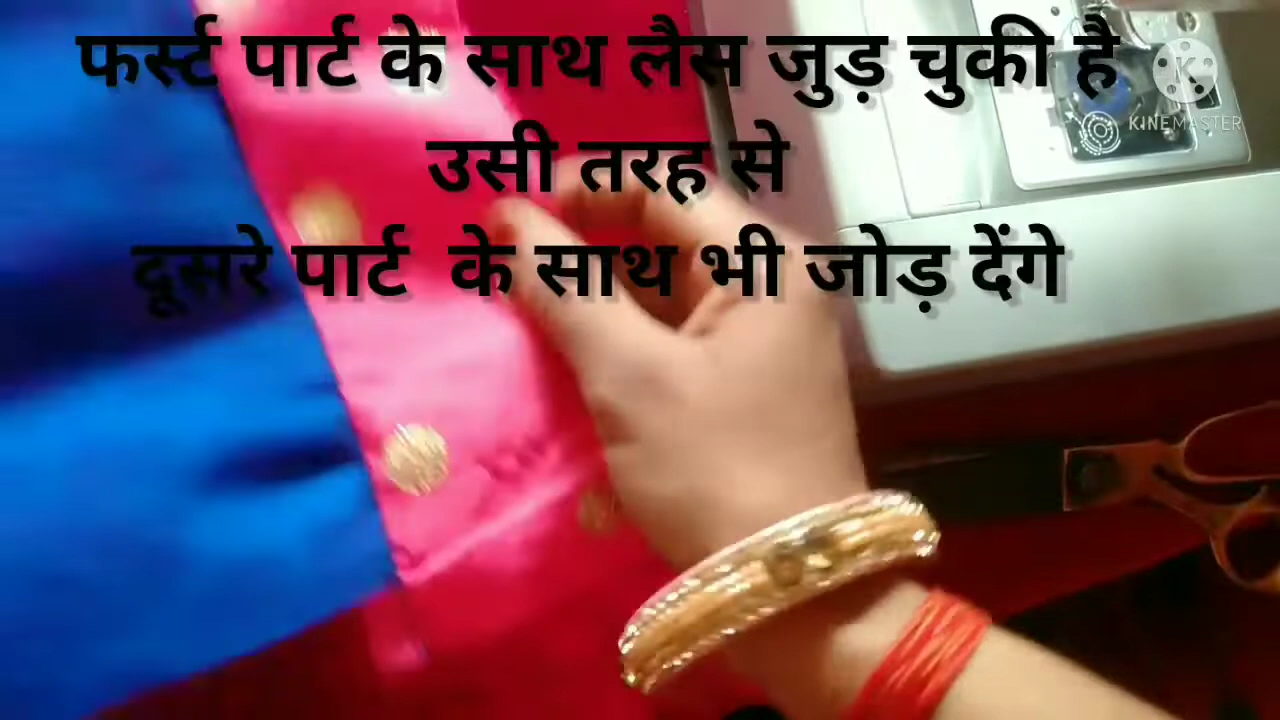 फर्स्ट पार्ट के साथ लैस जुड़ चुकी है
उसी तरह से
दूसरे पार्ट के साथ भी जोड़ देंगे
K
KINEMASTER